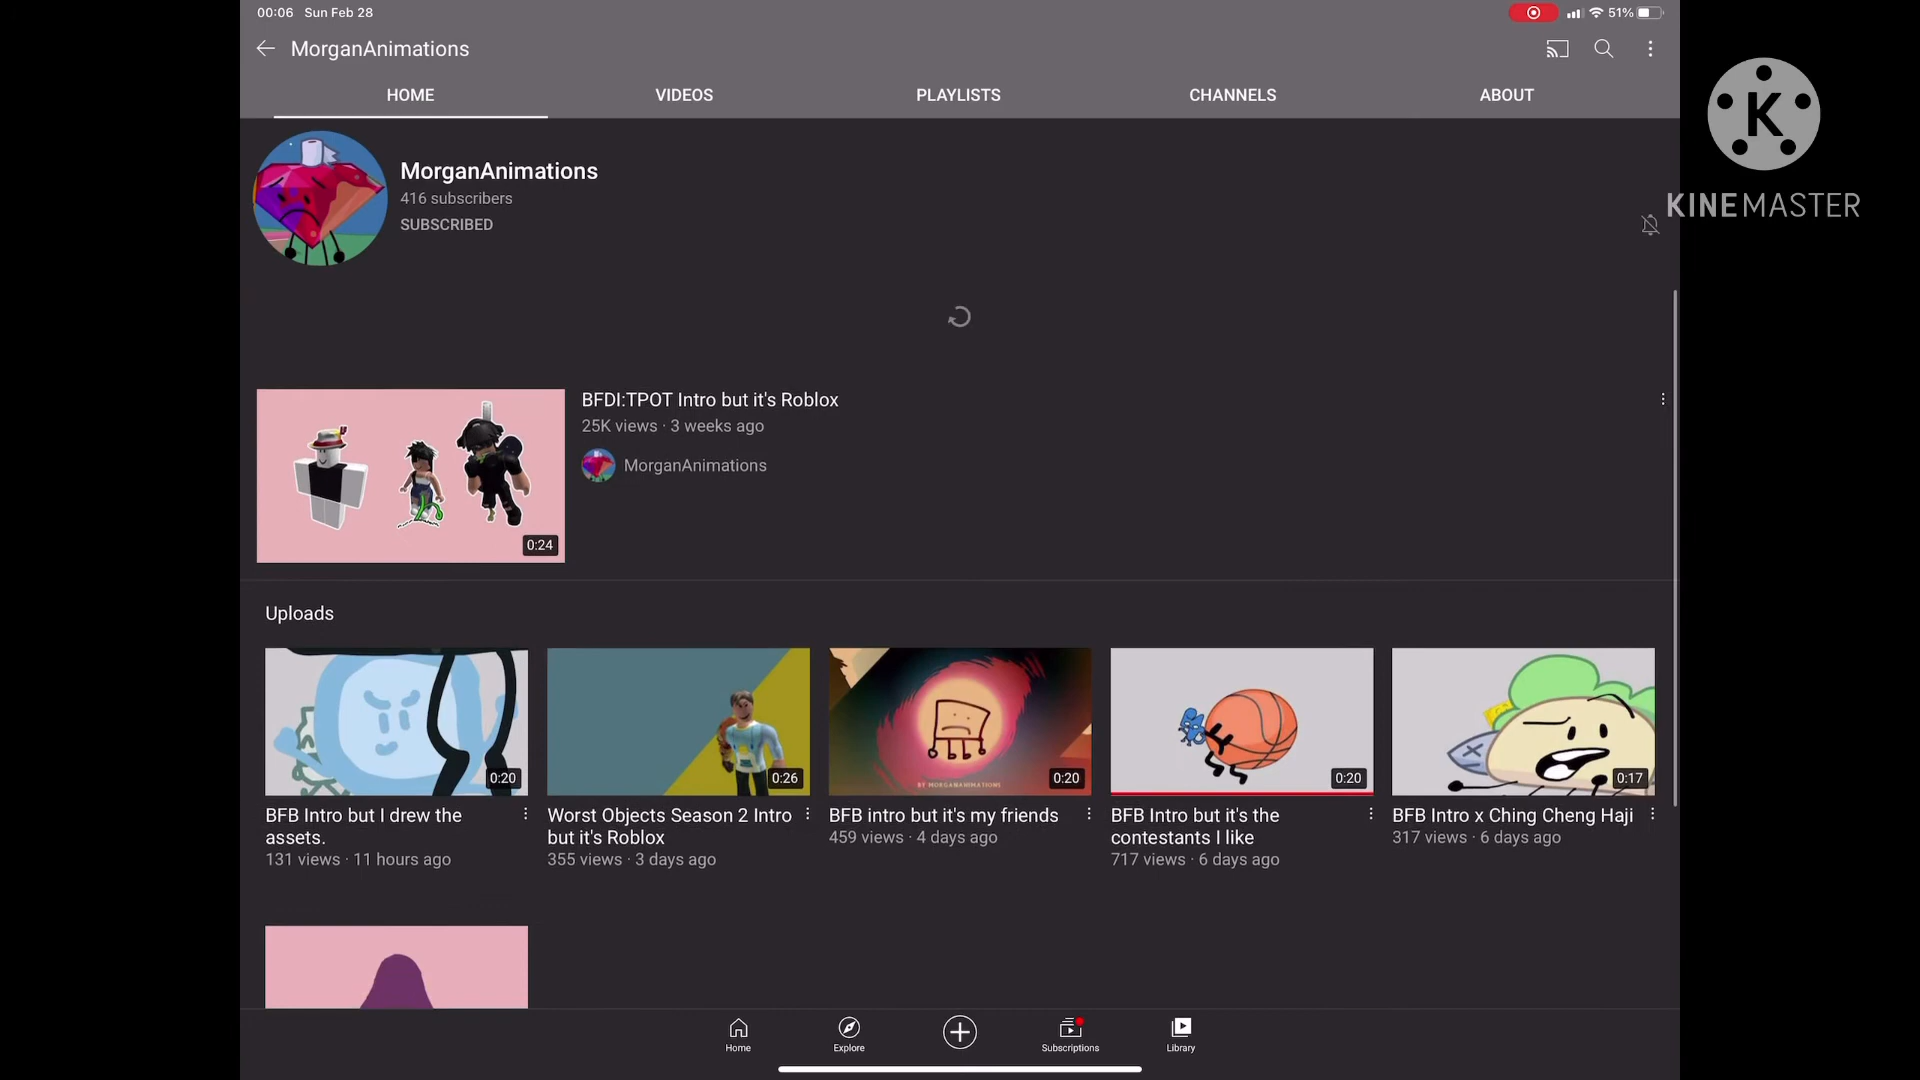 00:06 Sun Feb 28
51%
MorganAnimations
HOME VIDEOS PLAYLISTS CHANNELS ABOUT
K
KINEMASTER
MorganAnimations
416 subscribers
SUBSCRIBED
BFDI:TPOT Intro but it's Roblox
25K views · 3 weeks ago
MorganAnimations
0:24
Uploads
0:20 0:26 BY MORGANANIMATIONS 0:20 0:20 0:17
BFB Intro but I drew the
assets.
131 views · 11 hours ago
Worst Objects Season 2 Intro
but it's Roblox
355 views · 3 days ago
BFB intro but it's my friends
459 views · 4 days ago
BFB Intro but it's the
contestants I like
717 views · 6 days ago
BFB Intro x Ching Cheng Haji
317 views · 6 days ago
Home Explore Subscriptions Library